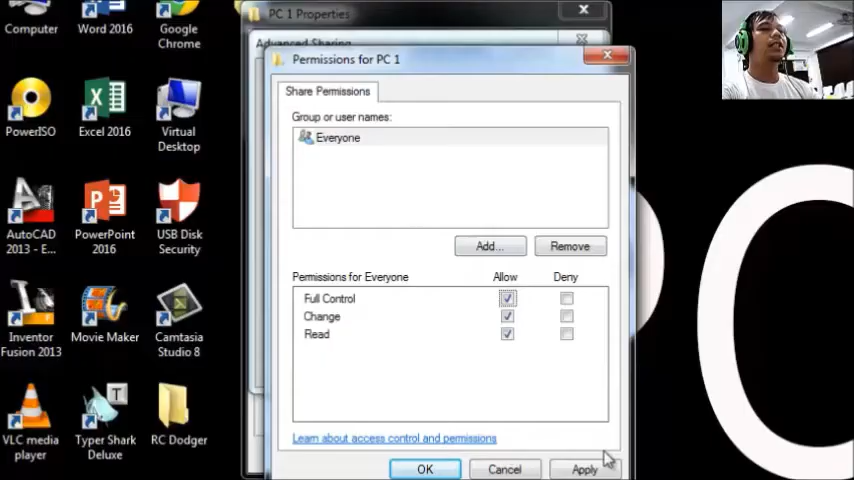 PC 1 Properties
Advanced Sharing
Permissions for PC 1
Share Permissions
Group or user names:
Everyone
Add...
Remove
Permissions for Everyone
Allow
Deny
Full Control
Change
Read
Learn about access control and permissions
OK
Cancel
Apply
Computer
Word 2016
Google
Chrome
PowerISO
Excel 2016
Virtual
Desktop
AutoCAD
2013 - E...
PowerPoint
2016
USB Disk
Security
Inventor
Fusion 2013
Movie Maker
Camtasia
Studio 8
VLC media
player
Typer Shark
Deluxe
RC Dodger